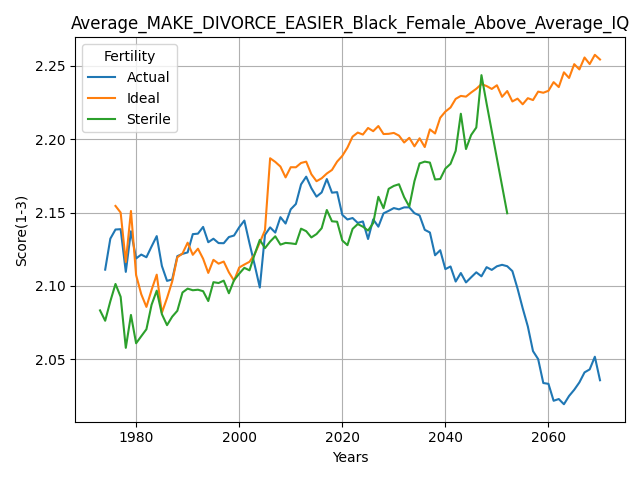 Average_MAKE_DIVORCE_EASIER_Black_Female_Above_Average_IQ
Fertility
Actual
Ideal
Sterile
2.25
2.20
2.15
2.10
2.05
Score(1-3)
1980 2000 2020 2040 2060
Years